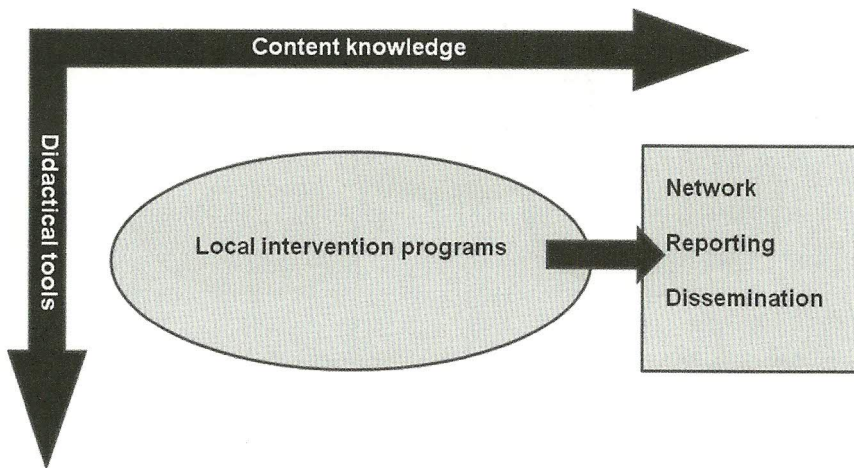 Content knowledge
Didactical tools
Local intervention programs
Network
Reporting
Dissemination